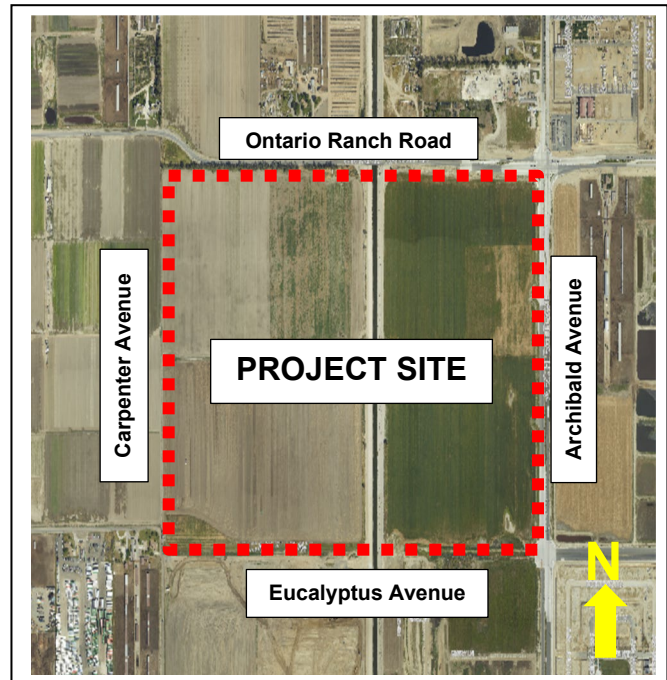 Ontario Ranch Road
Carpenter Avenue
PROJECT SITE
Archibald Avenue
Eucalyptus Avenue
N